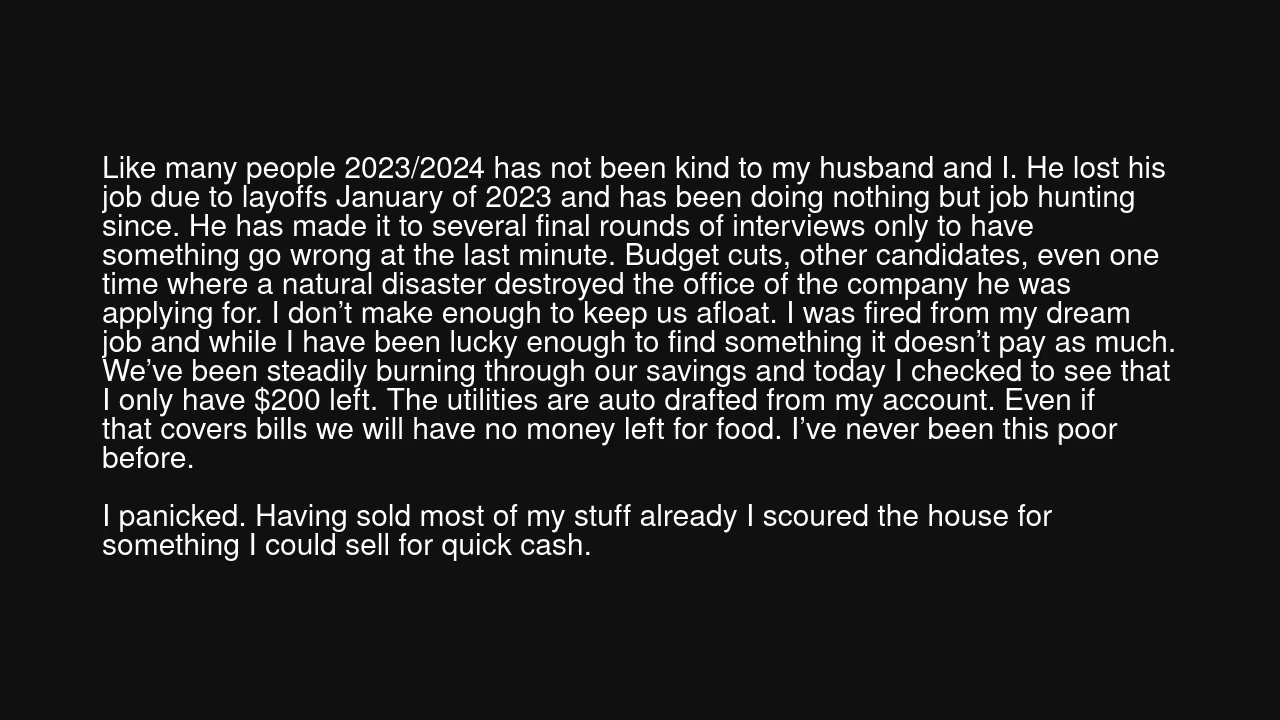 Like many people 2023/2024 has not been kind to my husband and I. He lost his
job due to layoffs January of 2023 and has been doing nothing but job hunting
since. He has made it to several final rounds of interviews only to have
something go wrong at the last minute. Budget cuts, other candidates, even one
time where a natural disaster destroyed the office of the company he was
applying for. I don’t make enough to keep us afloat. I was fired from my dream
job and while I have been lucky enough to find something it doesn’t pay as much.
We’ve been steadily burning through our savings and today I checked to see that
I only have $200 left. The utilities are auto drafted from my account. Even if
that covers bills we will have no money left for food. I’ve never been this poor
before.

I panicked. Having sold most of my stuff already I scoured the house for
something I could sell for quick cash.